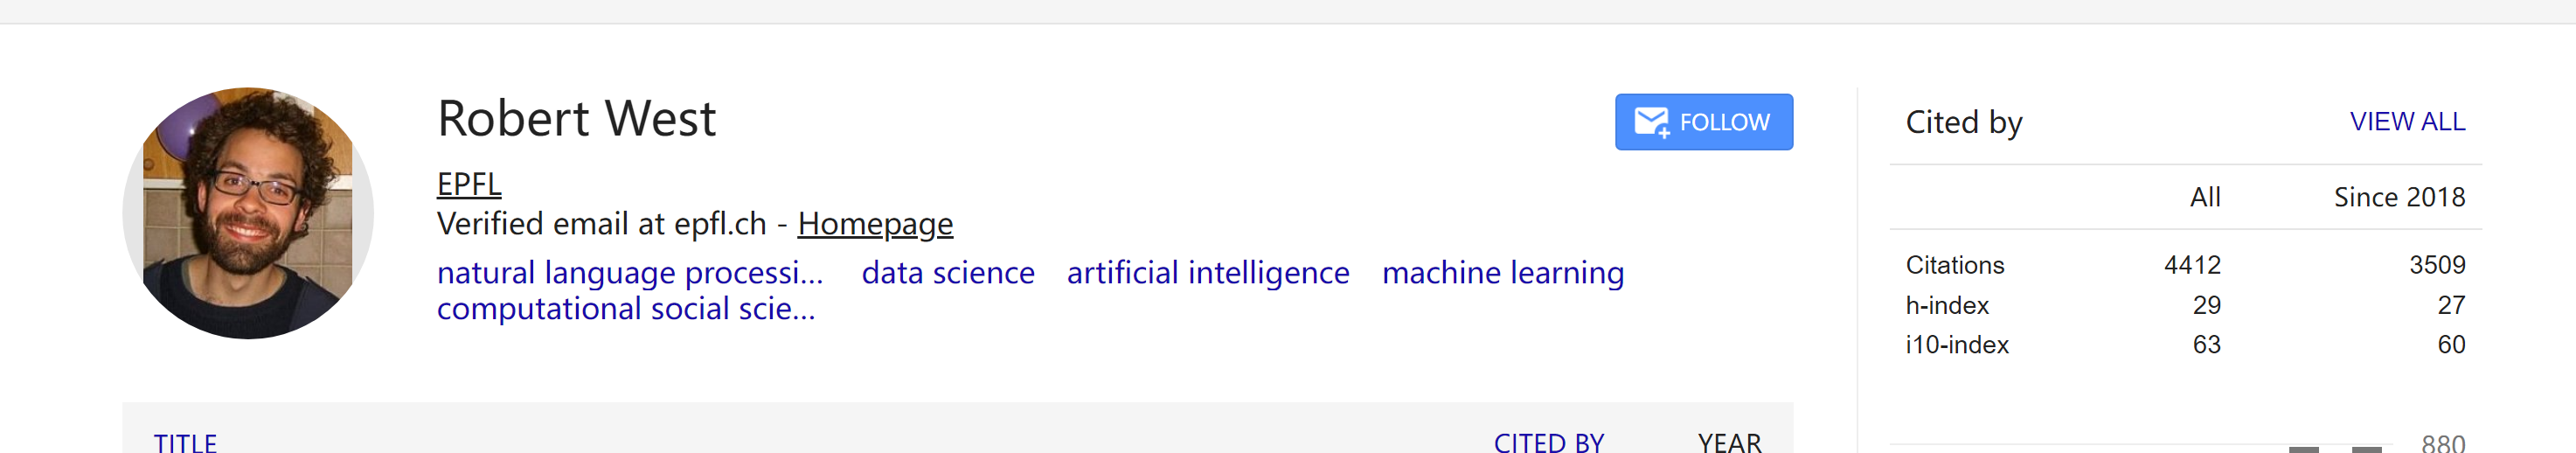 Robert West
FOLLOW
EPFL
Verified email at epfl.ch - Homepage
natural language processi... data science artificial intelligence machine learning
computational social scie...
TITLE CITED BY YEAR
Cited by VIEW ALL
All Since 2018
Citations 4412 3509
h-index 29 27
i10-index 63 60
880